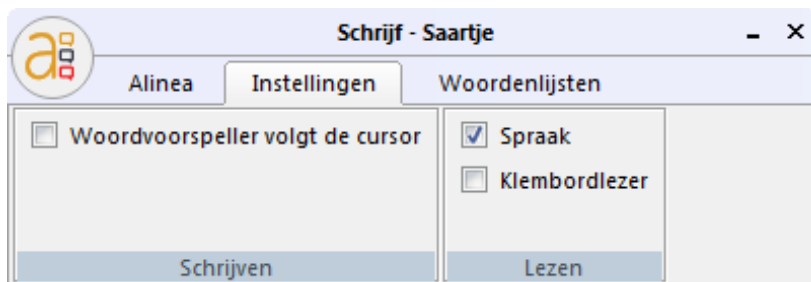 Schrijf - Saartje
Alinea Instellingen Woordenlijsten
Woordvoorspeller volgt de cursor
Spraak
Klembordlezer
Schrijven
Lezen